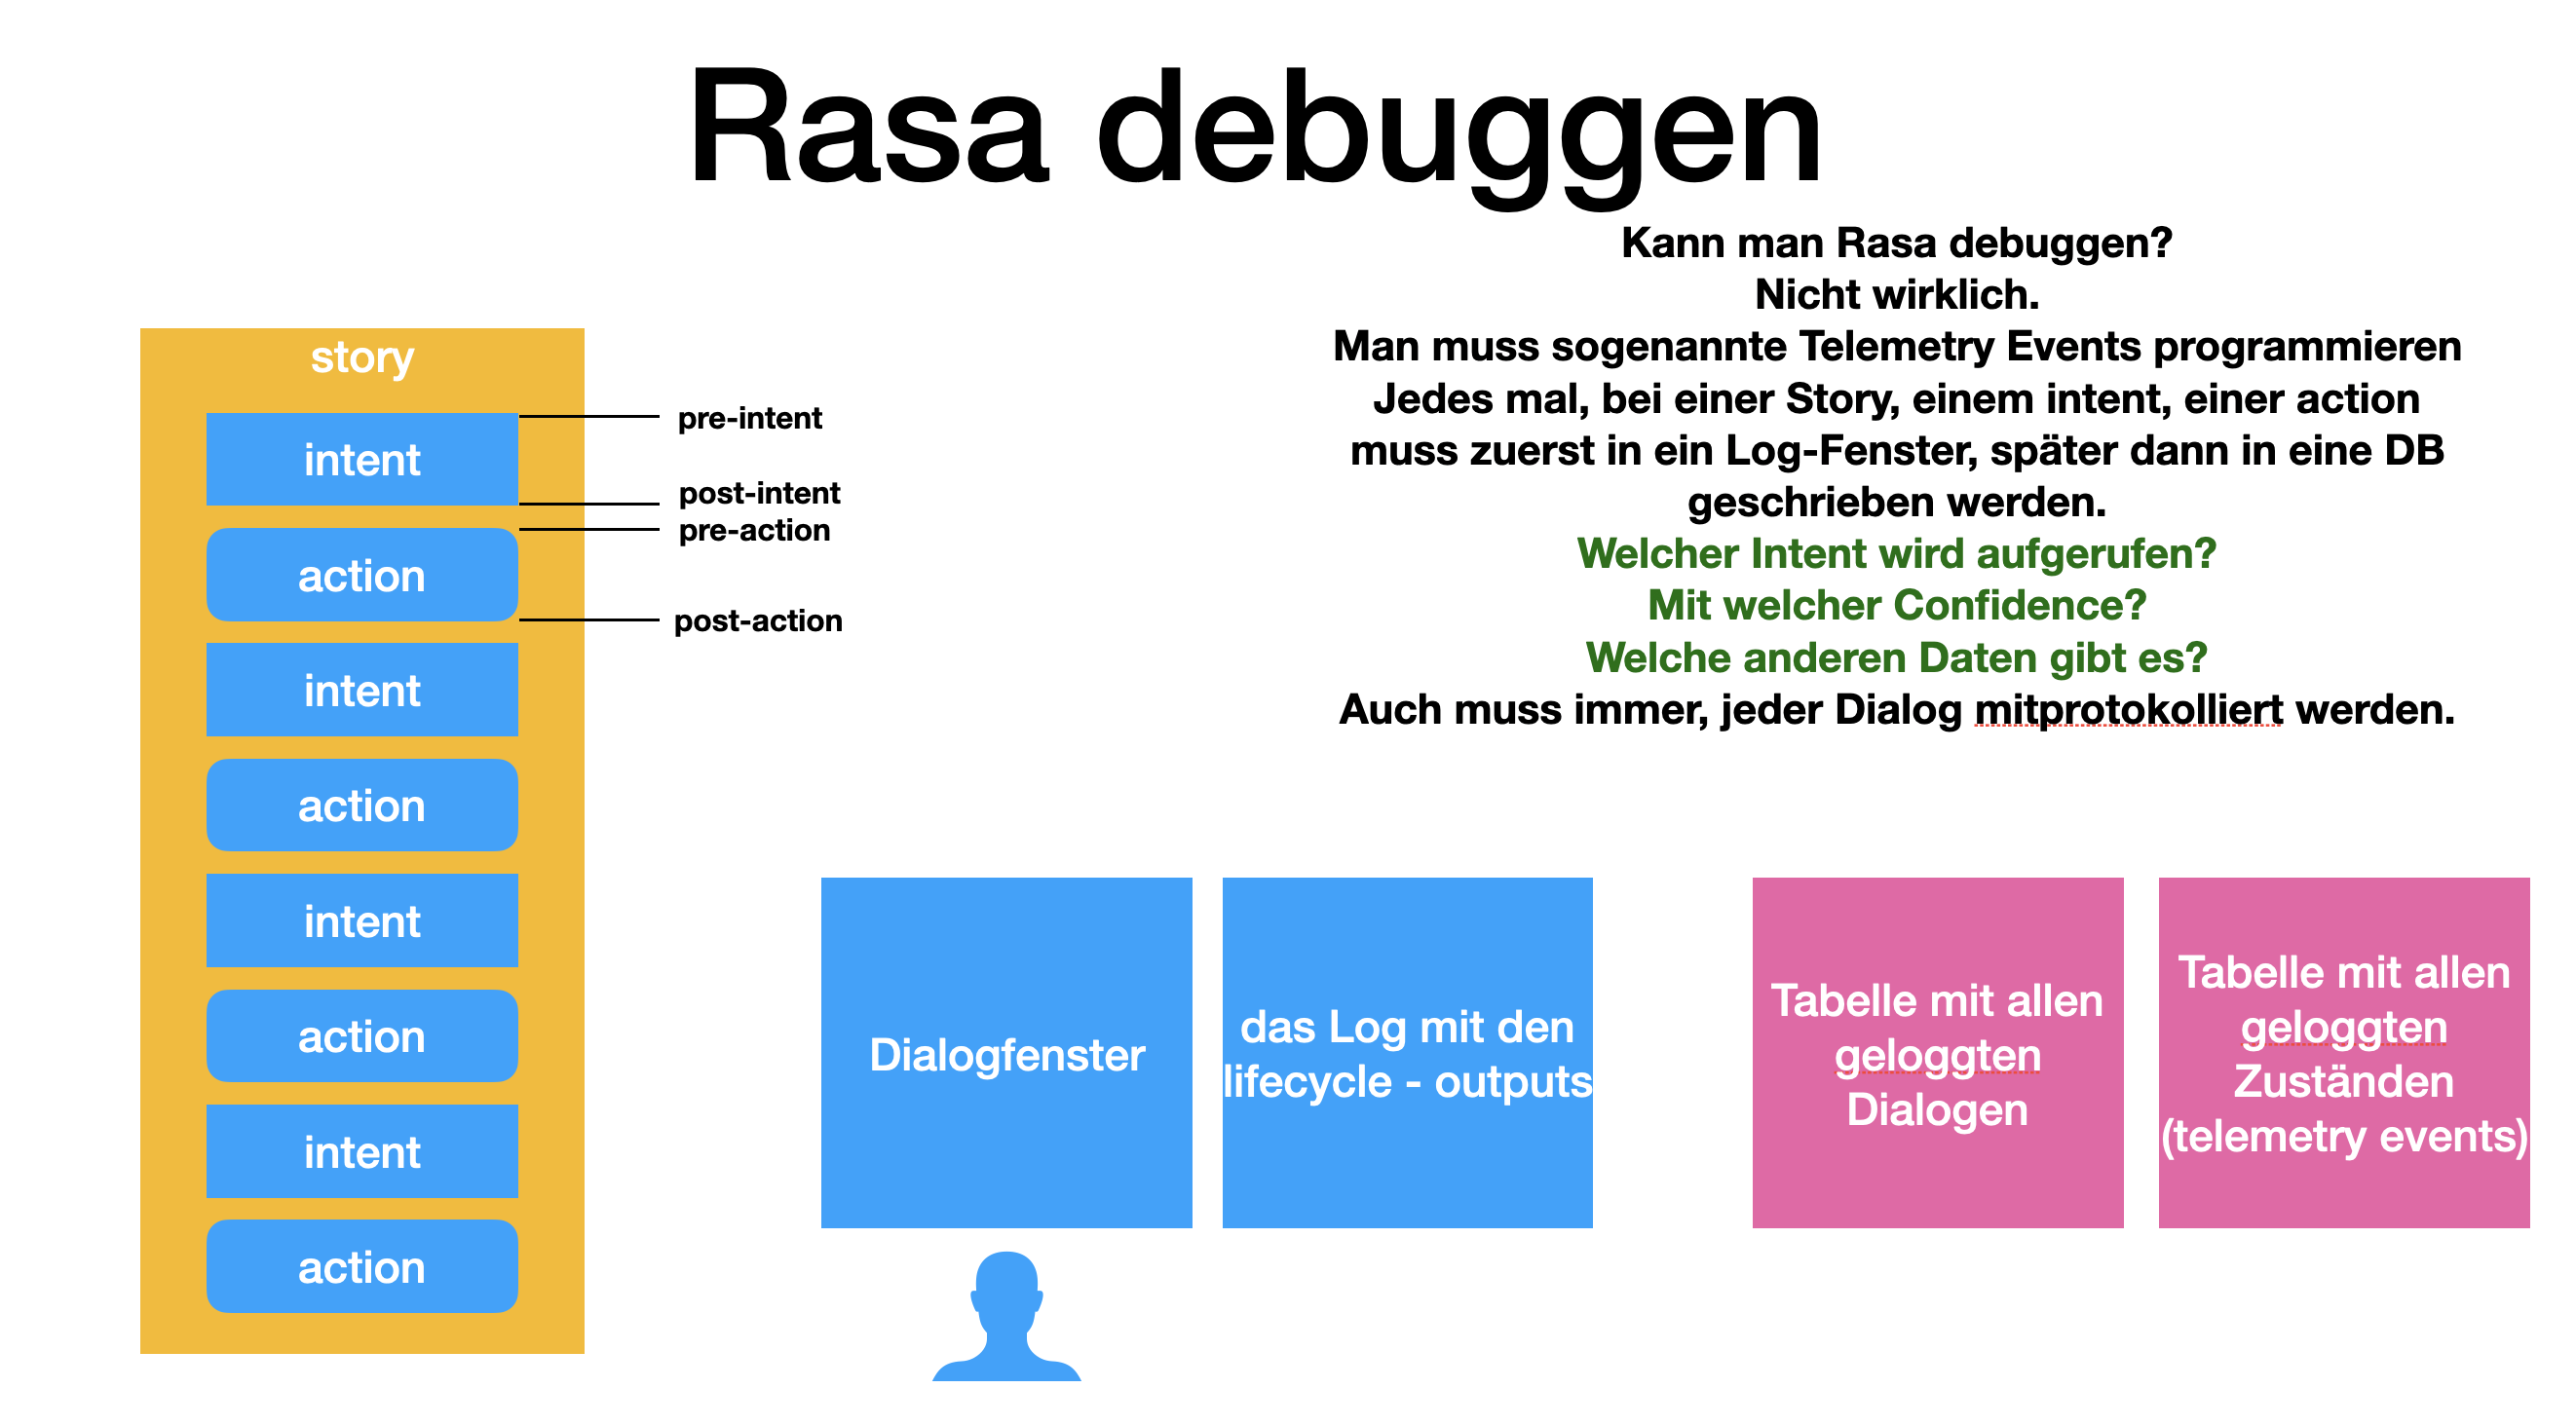 Rasa debuggen
Kann man Rasa debuggen?
Nicht wirklich.
Man muss sogenannte Telemetry Events programmieren
Jedes mal, bei einer Story, einem intent, einer action
muss zuerst in ein Log-Fenster, später dann in eine DB
geschrieben werden.
Welcher Intent wird aufgerufen?
Mit welcher Confidence?
Welche anderen Daten gibt es?
Auch muss immer, jeder Dialog mitprotokolliert werden.
story
intent
action
intent
action
intent
action
intent
action
pre-intent
post-intent
pre-action
post-action
Dialogfenster
das Log mit den
lifecycle - outputs
Tabelle mit allen
geloggten
Dialogen
Tabelle mit allen
geloggten
Zuständen
(telemetry events)